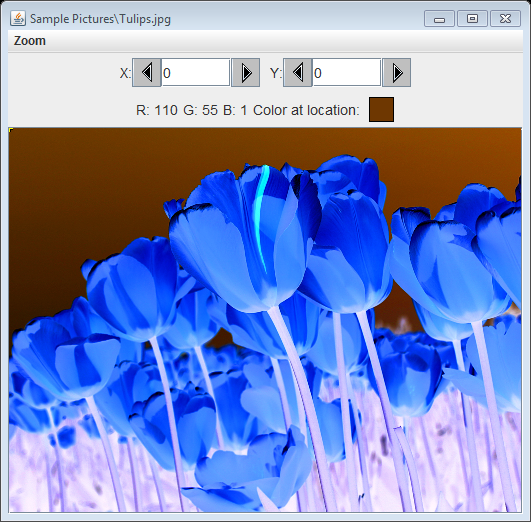 Sample Pictures\Tulips.jpg
Zoom
X: 0 Y: 0
R: 110 G: 55 B: 1 Color at location: